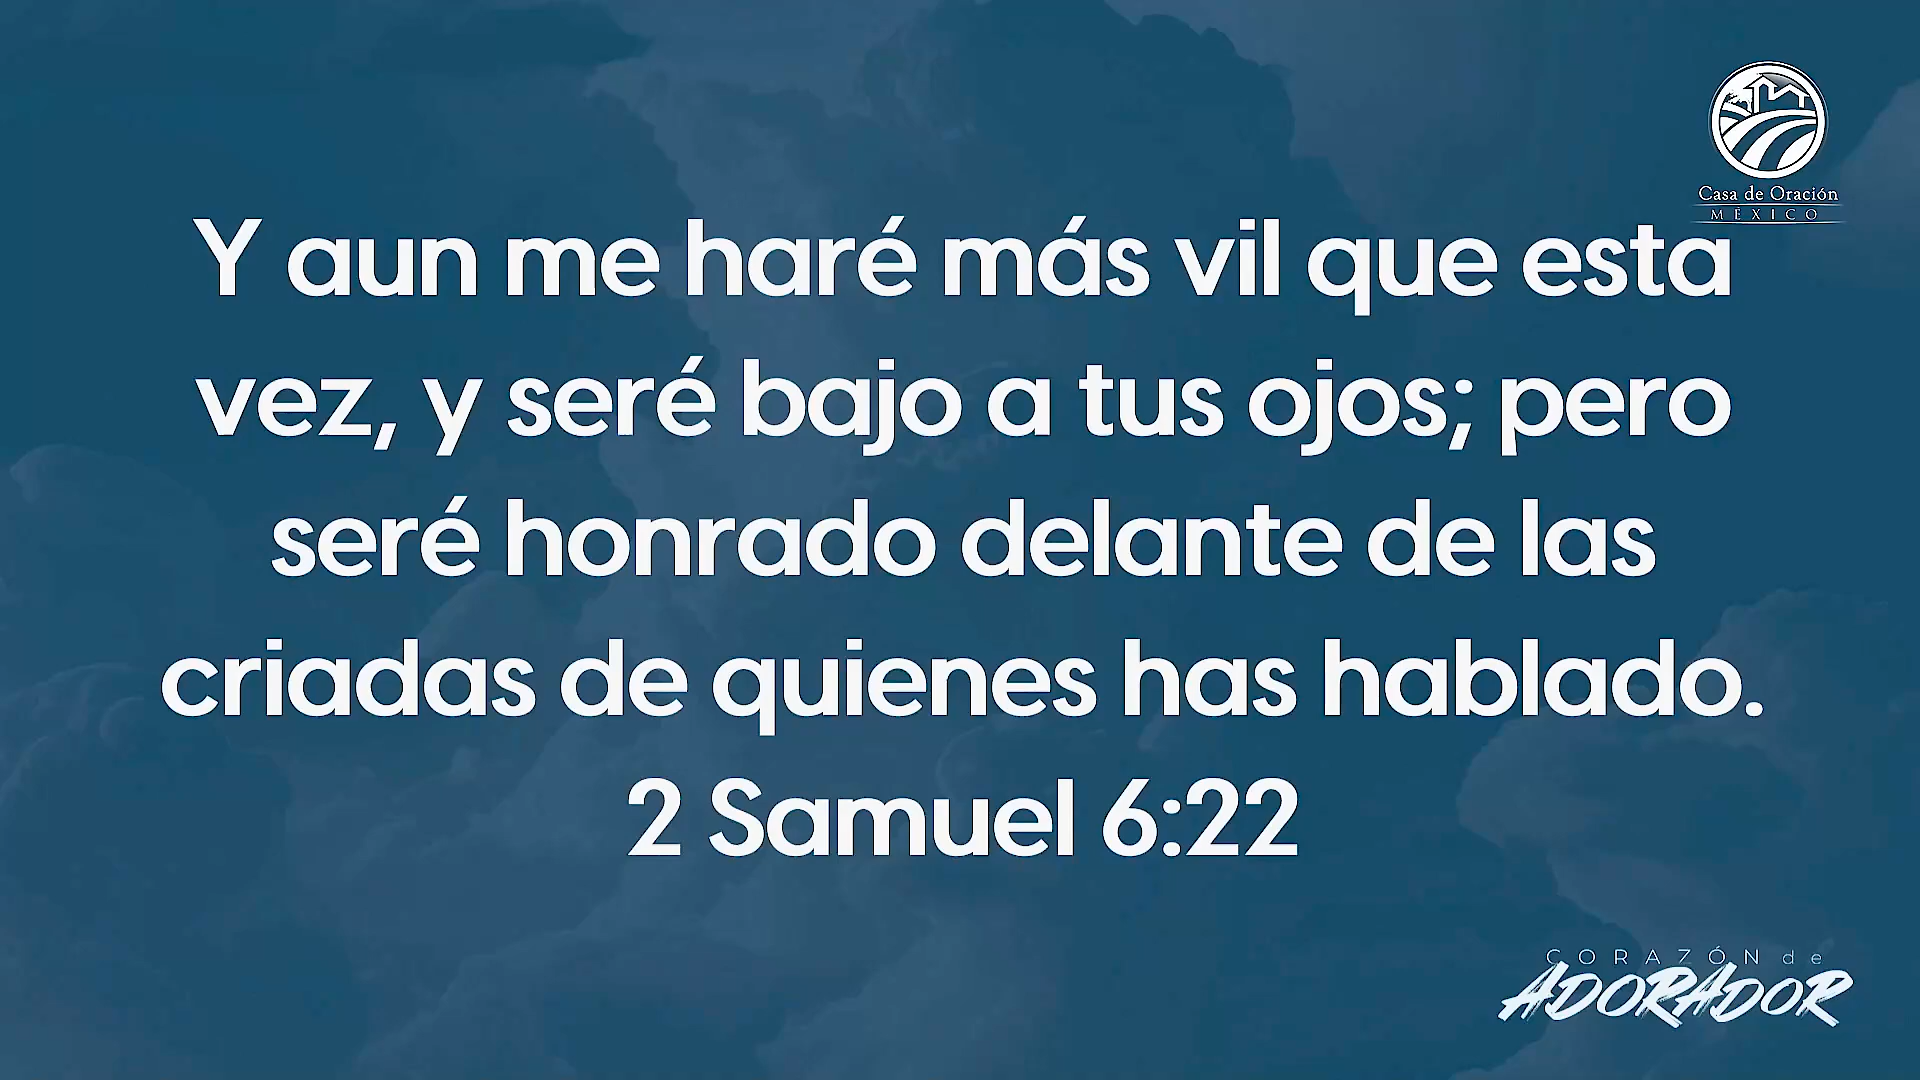 Casa de Oración
MÉXICO
Y aun me haré más vil que esta
vez, y seré bajo a tus ojos; pero
seré honrado delante de las
criadas de quienes has hablado.
2 Samuel 6:22
CORAZÓN de
ADORADOR